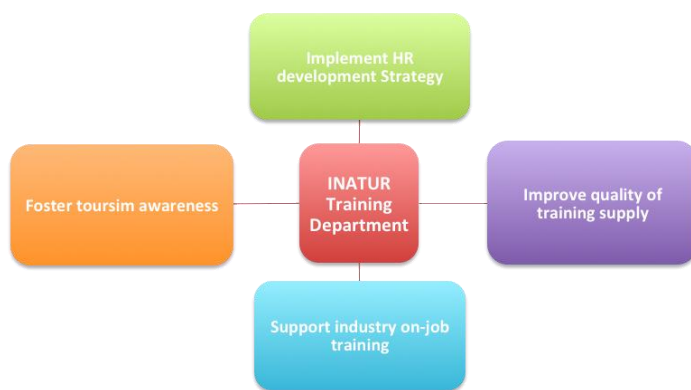 Implement HR
development Strategy
Foster toursim awareness
INATUR
Training
Department
Improve quality of
training supply
Support industry on-job
training